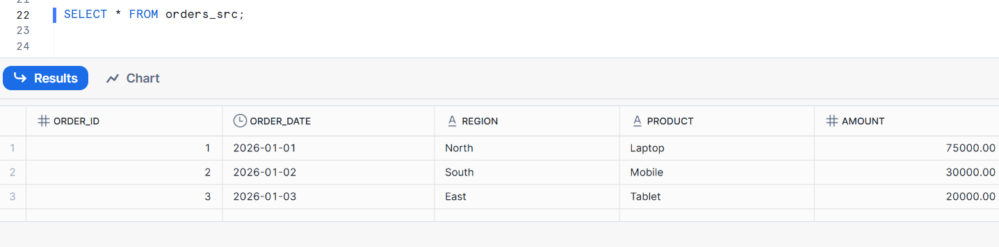 21
22 SELECT * FROM orders_src;
23
24
Results Chart
ORDER_ID ORDER_DATE A REGION A PRODUCT AMOUNT
1 1 2026-01-01 North Laptop 75000.00
2 2 2026-01-02 South Mobile 30000.00
3 3 2026-01-03 East Tablet 20000.00